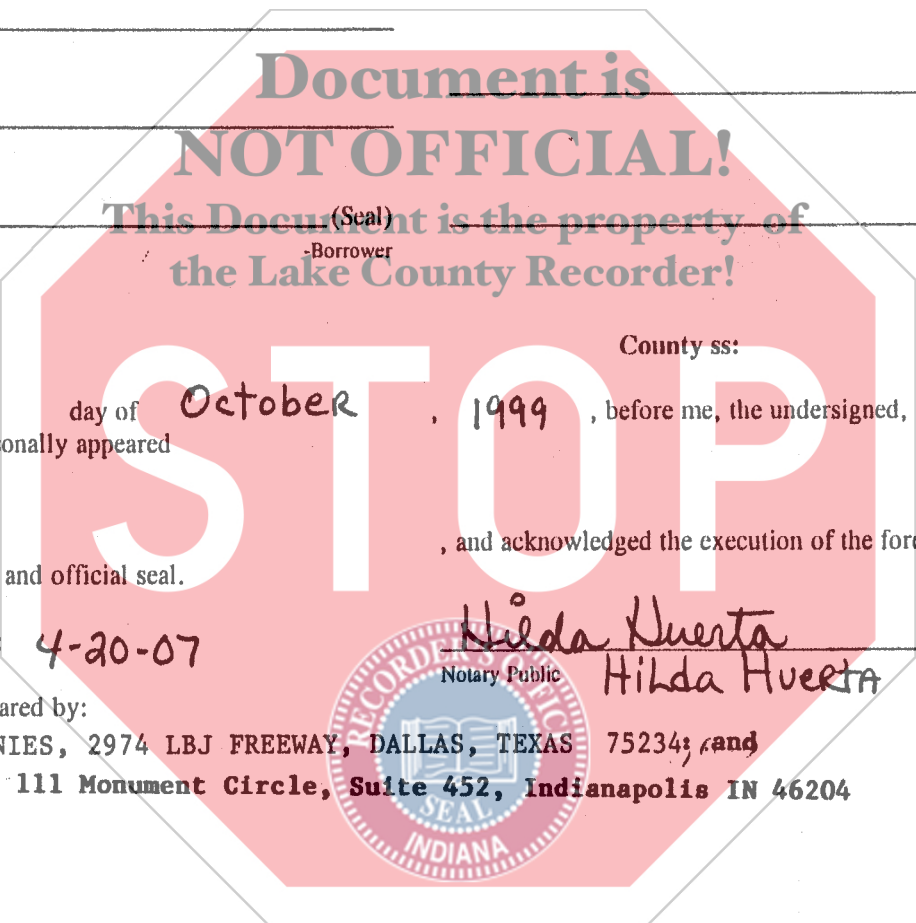 Document is
NOT OFFICIAL!
This Document is the property of
the Lake County Recorder!
(Seal)
-Borrower
STOP
County ss:
day of October , 1999 , before me, the undersigned,
onally appeared
, and acknowledged the execution of the fore
and official seal.
4-20-07
Hilda Huerta
Notary Public Hilda Huerta
ared by:
NIES, 2974 LBJ FREEWAY, DALLAS, TEXAS 75234; and
111 Monument Circle, Suite 452, Indianapolis IN 46204
RECORDER'S OFFICE
SEAL
INDIANA